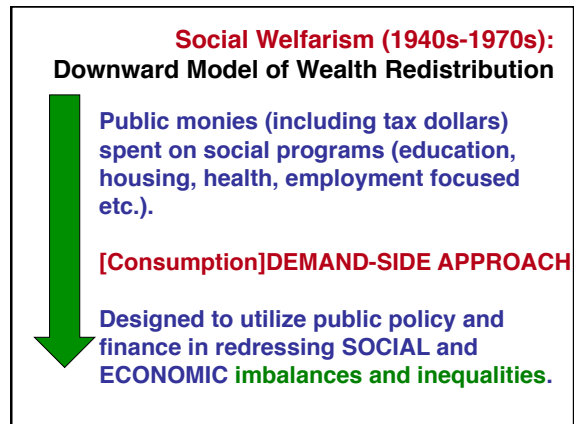 Social Welfarism (1940s-1970s):
Downward Model of Wealth Redistribution
Public monies (including tax dollars)
spent on social programs (education,
housing, health, employment focused
etc.).
[Consumption]DEMAND-SIDE APPROACH
Designed to utilize public policy and
finance in redressing SOCIAL and
ECONOMIC imbalances and inequalities.